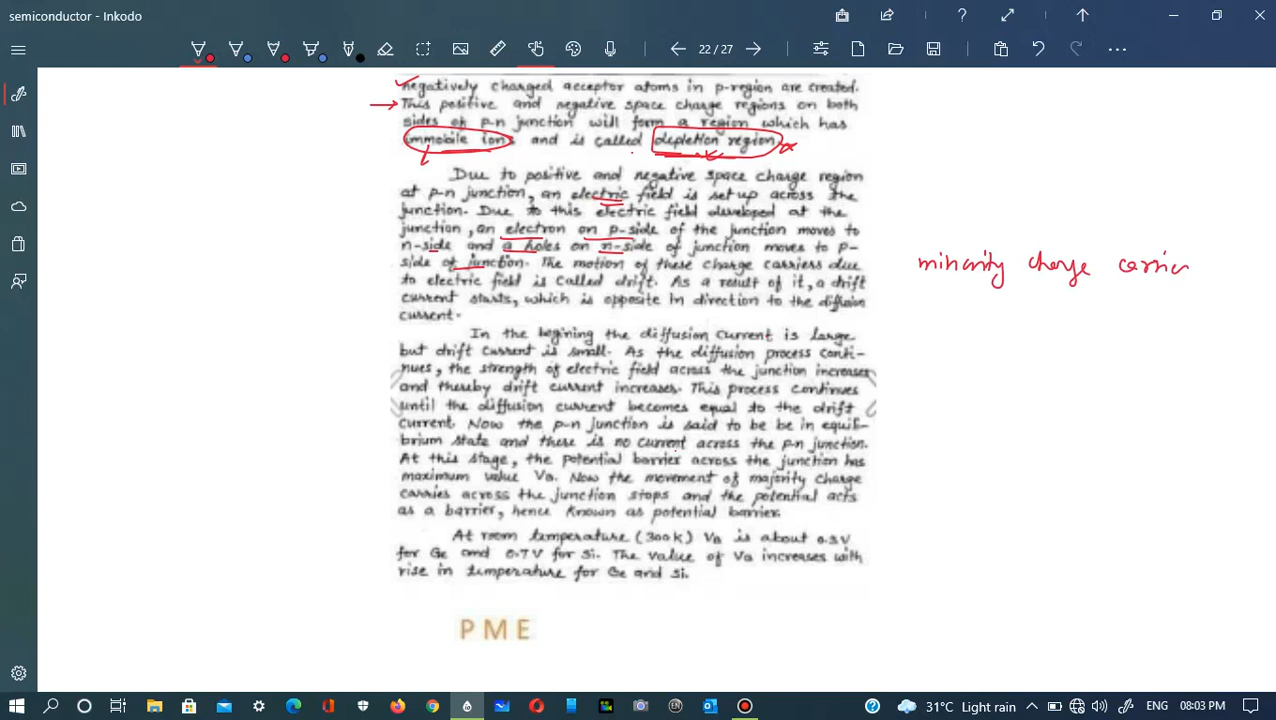 semiconductor - Inkodo
22 / 27
negatively charged acceptor atoms in p-region are created.
This positive and negative space charge regions on both
sides of p-n junction will form a region which has
immobile ions and is called depletion region
Due to positive and negative space charge region
at p-n junction, an electric field is set up across the
junction. Due to this electric field developed at the
junction, an electron on p-side of the junction moves to
n-side and a holes on n-side of junction moves to p-
side of junction. The motion of these charge carriers due
to electric field is called drift. As a result of it, a drift
current starts, which is opposite in direction to the diffusion
current.
minority charge carrier
In the begining the diffusion current is large
but drift current is small. As the diffusion process conti-
nues, the strength of electric field across the junction increases
and thereby drift current increases. This process continues
until the diffusion current becomes equal to the drift
current. Now the p-n junction is said to be be in equili-
brium state and there is no current across the p-n junction.
At this stage, the potential barrier across the junction has
maximum value VB. Now the movement of majority charge
carries across the junction stops and the potential acts
as a barrier, hence known as potential barrier.
At room temperature (300K) VB is about 0.3V
for Ge and 0.7V for Si. The value of VB increases with
rise in temperature for Ge and Si.
PME
31°C Light rain
ENG
08:03 PM